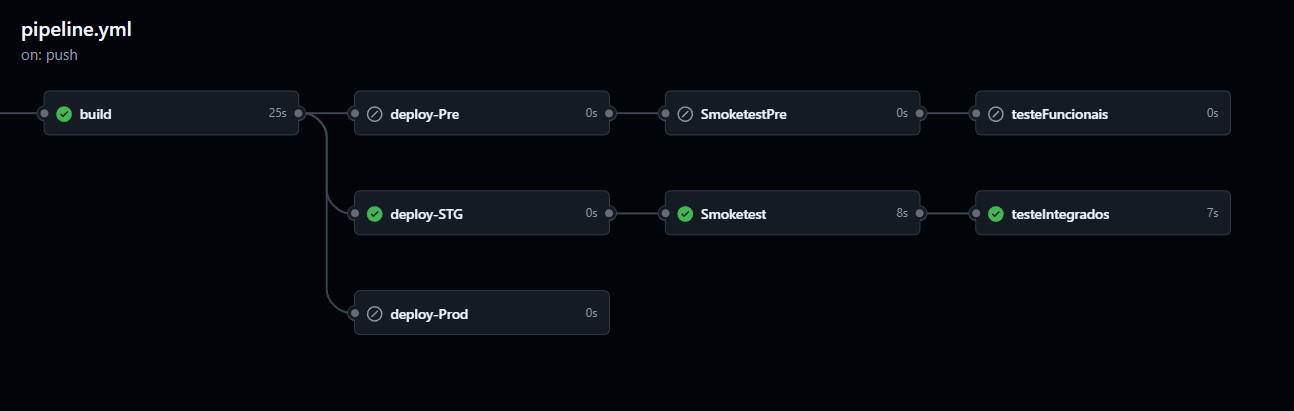 pipeline.yml
on: push
build 25s
deploy-Pre 0s
SmoketestPre 0s
testeFuncionais 0s
deploy-STG 0s
Smoketest 8s
testeIntegrados 7s
deploy-Prod 0s